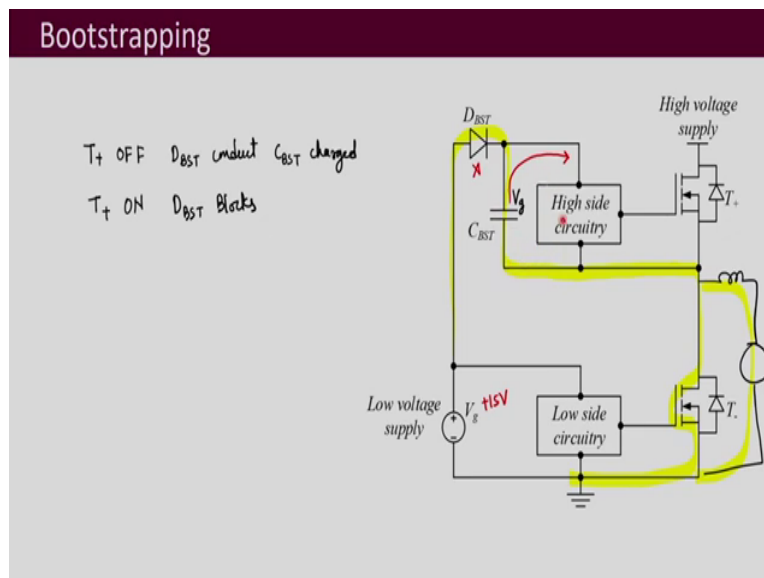 Bootstrapping
T+ OFF DBST conduct CBST charged
T+ ON DBST Blocks
DBST
High voltage
supply
X
Vg
High side
circuitry
T+
CBST
Low voltage
supply
Vg +15V
Low side
circuitry
T-